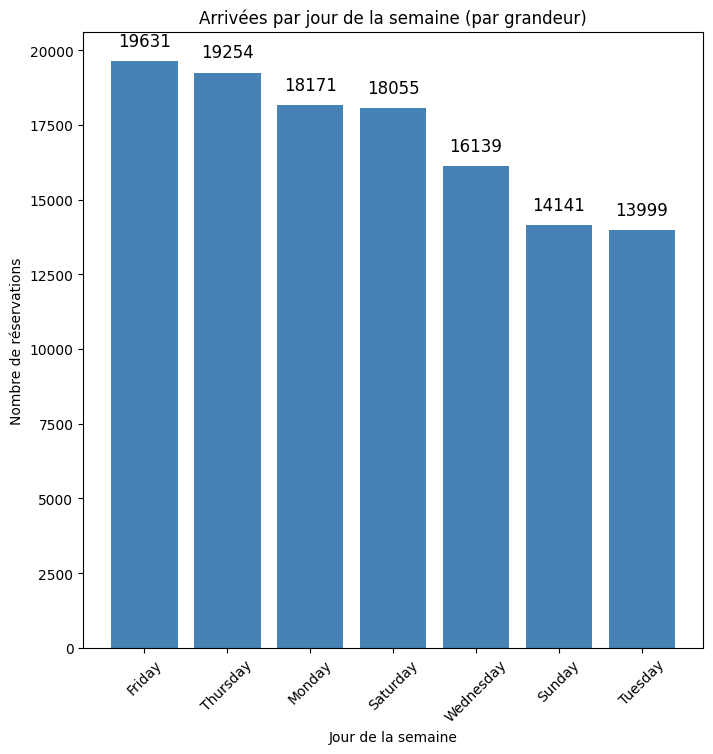 Arrivées par jour de la semaine (par grandeur)
19631
19254
18171
18055
16139
14141
13999
20000
17500
15000
12500
10000
7500
5000
2500
0
Nombre de réservations
Friday
Thursday
Monday
Saturday
Wednesday
Sunday
Tuesday
Jour de la semaine